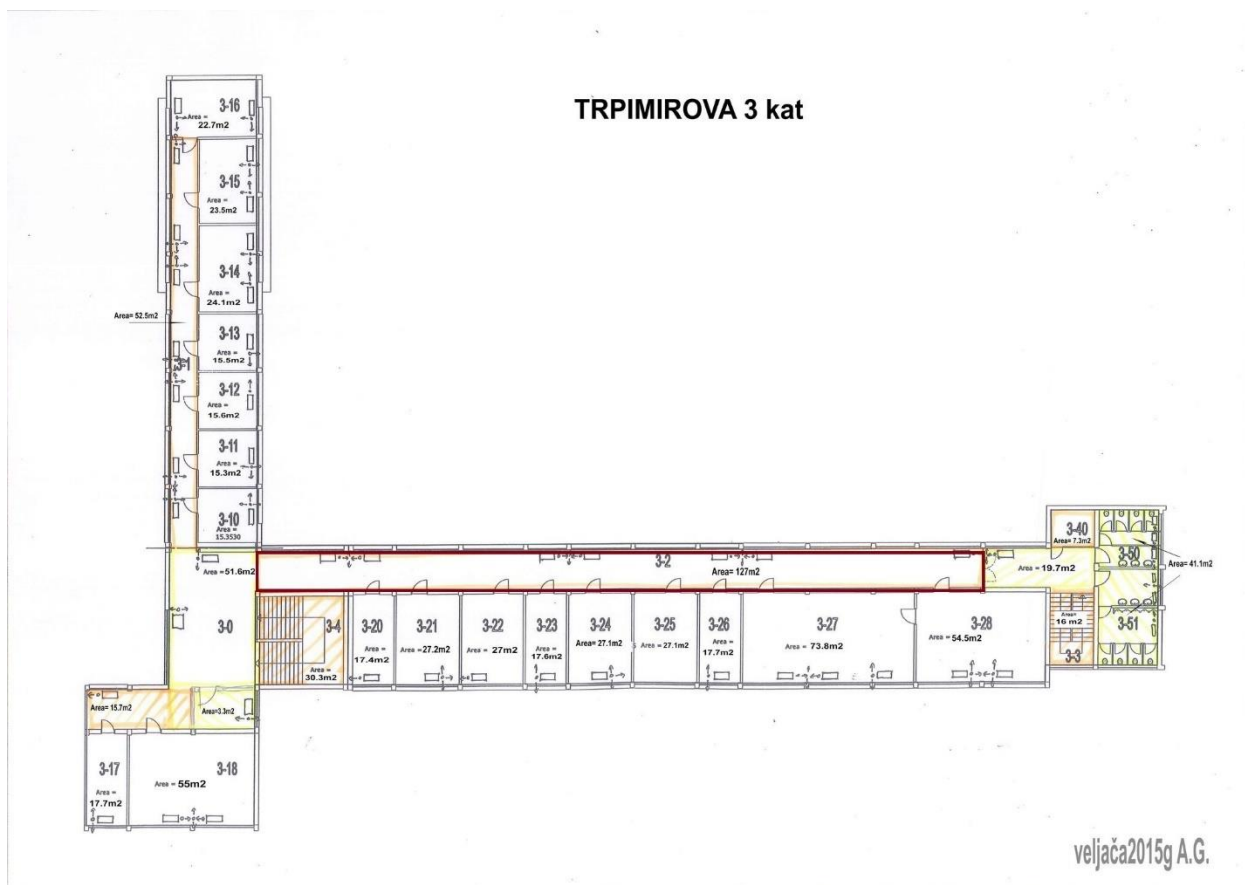 TRPIMIROVA 3 kat
3-16
Area =
22.7m2
3-15
Area =
23.5m2
3-14
Area =
24.1m2
Area= 52.5m2
3-13
Area =
15.5m2
3-12
Area =
15.6m2
3-11
Area =
15.3m2
3-10
Area =
15.3530
Area =51.6m2
3-0
3-2
Area= 127m2
Area = 19.7m2
3-40
Area= 7.3m2
3-50
Area= 41.1m2
3-51
Area=
16 m2
3-3
3-4
Area =
30.3m2
3-20
Area =
17.4m2
3-21
Area =27.2m2
3-22
Area = 27m2
3-23
Area =
17.6m2
3-24
Area= 27.1m2
3-25
Area =27.1m2
3-26
Area =
17.7m2
3-27
Area = 73.8m2
3-28
Area = 54.5m2
Area= 15.7m2
Area=3.3m2
3-17
Area =
17.7m2
3-18
Area = 55m2
veljača2015g A.G.